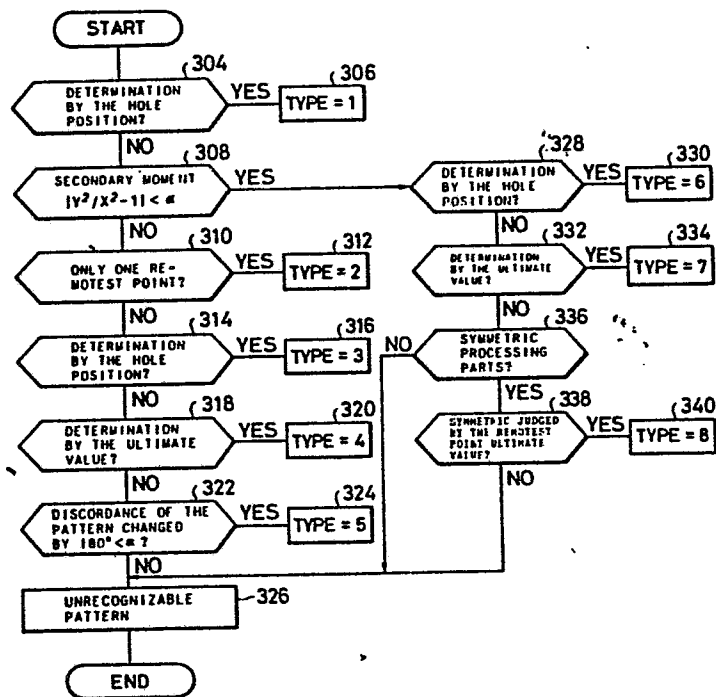 START
304
DETERMINATION
BY THE HOLE
POSITION?
YES
306
TYPE = 1
NO
308
SECONDARY MOMENT
|Y²/X²-1| < α
YES
NO
310
ONLY ONE RE-
MOTEST POINT?
YES
312
TYPE = 2
NO
314
DETERMINATION
BY THE HOLE
POSITION?
YES
316
TYPE = 3
NO
318
DETERMINATION
BY THE ULTIMATE
VALUE?
YES
320
TYPE = 4
NO
322
DISCORDANCE OF THE
PATTERN CHANGED
BY 180° < α ?
YES
324
TYPE = 5
NO
UNRECOGNIZABLE
PATTERN
326
END
328
DETERMINATION
BY THE HOLE
POSITION?
YES
330
TYPE = 6
NO
332
DETERMINATION
BY THE ULTIMATE
VALUE?
YES
334
TYPE = 7
NO
336
SYMMETRIC
PROCESSING
PARTS?
NO
YES
338
SYMMETRIC JUDGED
BY THE REMOTEST
POINT ULTIMATE
VALUE?
YES
340
TYPE = 8
NO